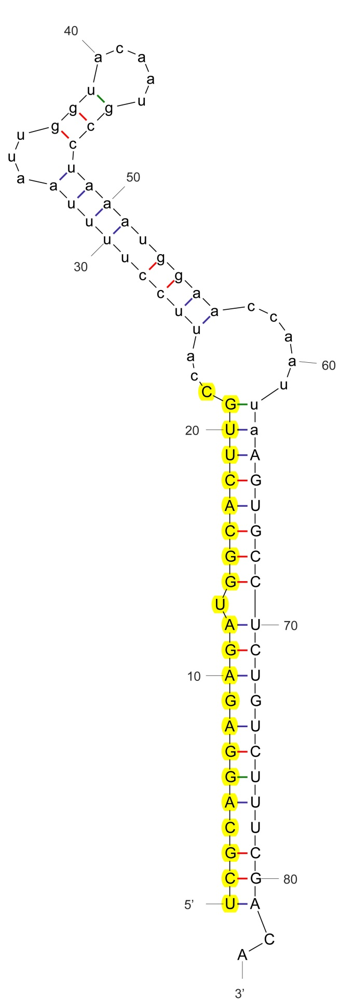 40
a c a
a
u u
g g
u g c
c
u
u
a a a 50
u a
u a
u u
u g
30
c g
c a
u a c c
u a
a a 60
c u
C
G u
20 U a
U A
C G
A U
C G
G C
G C
U
A U 70
G C
10 A U
G G
A U
G C
G U
A U
C U
G C
C G 80
5’ U A
C
A
3’